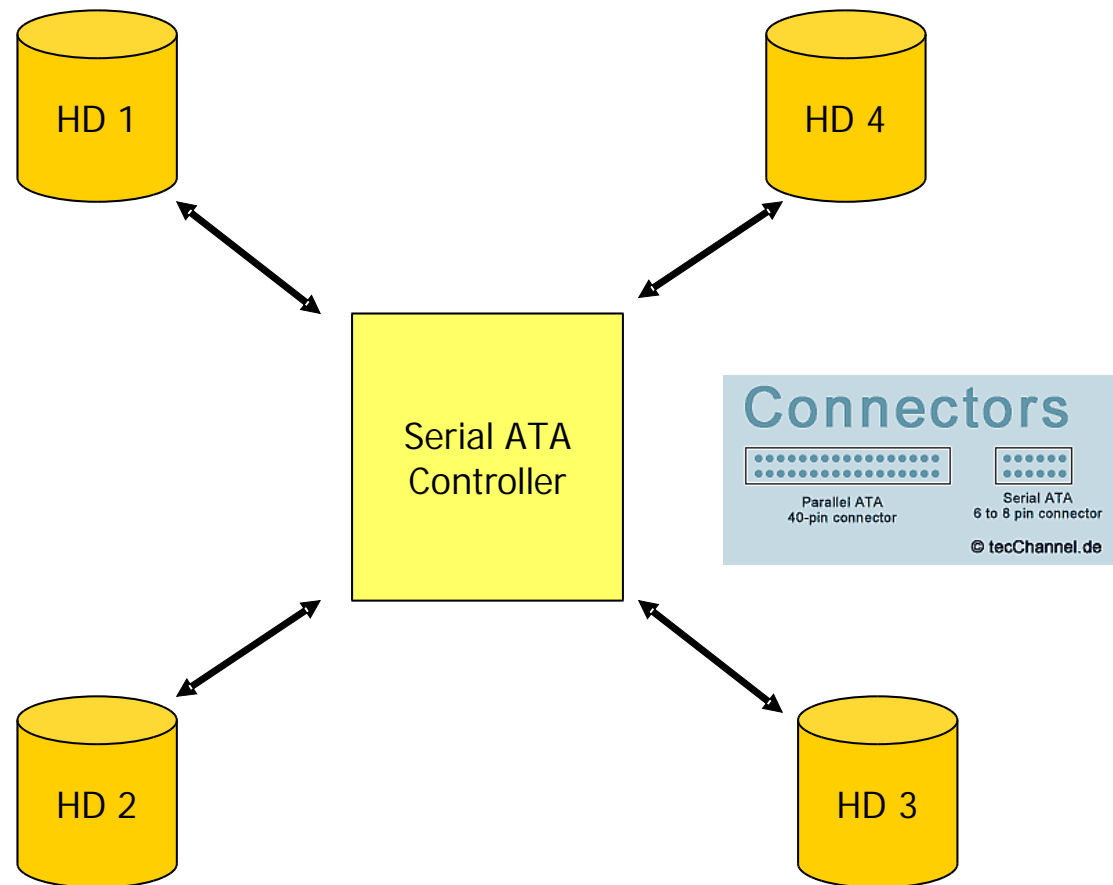 HD 1
HD 4
Serial ATA
Controller
Connectors
Parallel ATA
40-pin connector
Serial ATA
6 to 8 pin connector
© tecChannel.de
HD 2
HD 3